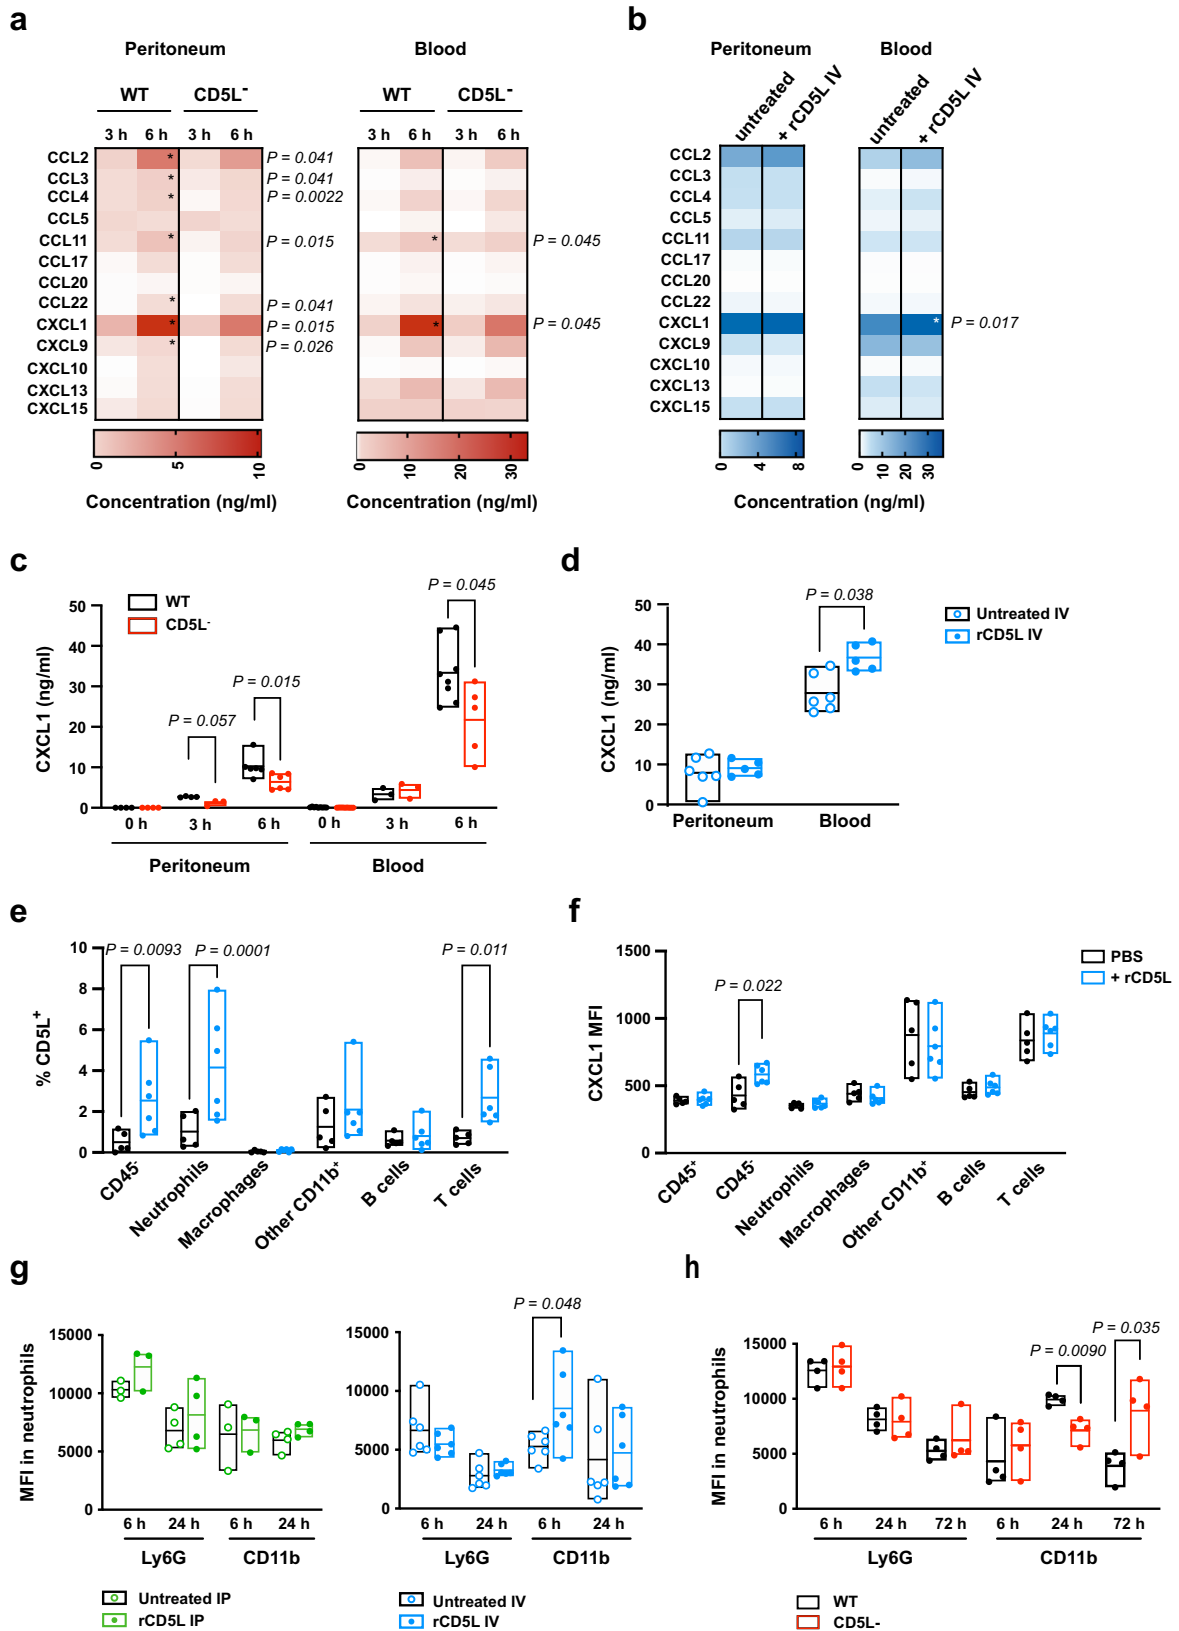 a
Peritoneum
Blood
WT
CD5L-
WT
CD5L-
3 h 6 h 3 h 6 h
3 h 6 h 3 h 6 h
CCL2 * P = 0.041
CCL3 * P = 0.041
CCL4 * P = 0.0022
CCL5
CCL11 * P = 0.015 * P = 0.045
CCL17
CCL20
CCL22 * P = 0.041
CXCL1 * P = 0.015 * P = 0.045
CXCL9 * P = 0.026
CXCL10
CXCL13
CXCL15
0 5 10
0 10 20 30
Concentration (ng/ml)
Concentration (ng/ml)
b
Peritoneum
Blood
untreated
+ rCD5L IV
untreated
+ rCD5L IV
CCL2
CCL3
CCL4
CCL5
CCL11
CCL17
CCL20
CCL22
CXCL1 * P = 0.017
CXCL9
CXCL10
CXCL13
CXCL15
0 4 8
0 10 20 30
Concentration (ng/ml)
c
WT
CD5L-
CXCL1 (ng/ml)
50
40
30
20
10
0
P = 0.057
P = 0.015
P = 0.045
0 h 3 h 6 h 0 h 3 h 6 h
Peritoneum
Blood
d
CXCL1 (ng/ml)
50
40
30
20
10
0
P = 0.038
Untreated IV
rCD5L IV
Peritoneum
Blood
e
% CD5L+
10
8
6
4
2
0
P = 0.0093
P = 0.0001
P = 0.011
CD45-
Neutrophils
Macrophages
Other CD11b+
B cells
T cells
f
CXCL1 MFI
1500
1000
500
0
P = 0.022
PBS
+ rCD5L
CD45+
CD45-
Neutrophils
Macrophages
Other CD11b+
B cells
T cells
g
MFI in neutrophils
15000
10000
5000
0
6 h 24 h 6 h 24 h
Ly6G
CD11b
Untreated IP
rCD5L IP
15000
10000
5000
0
P = 0.048
6 h 24 h 6 h 24 h
Ly6G
CD11b
Untreated IV
rCD5L IV
h
MFI in neutrophils
15000
10000
5000
0
P = 0.0090
P = 0.035
6 h 24 h 72 h 6 h 24 h 72 h
Ly6G
CD11b
WT
CD5L-